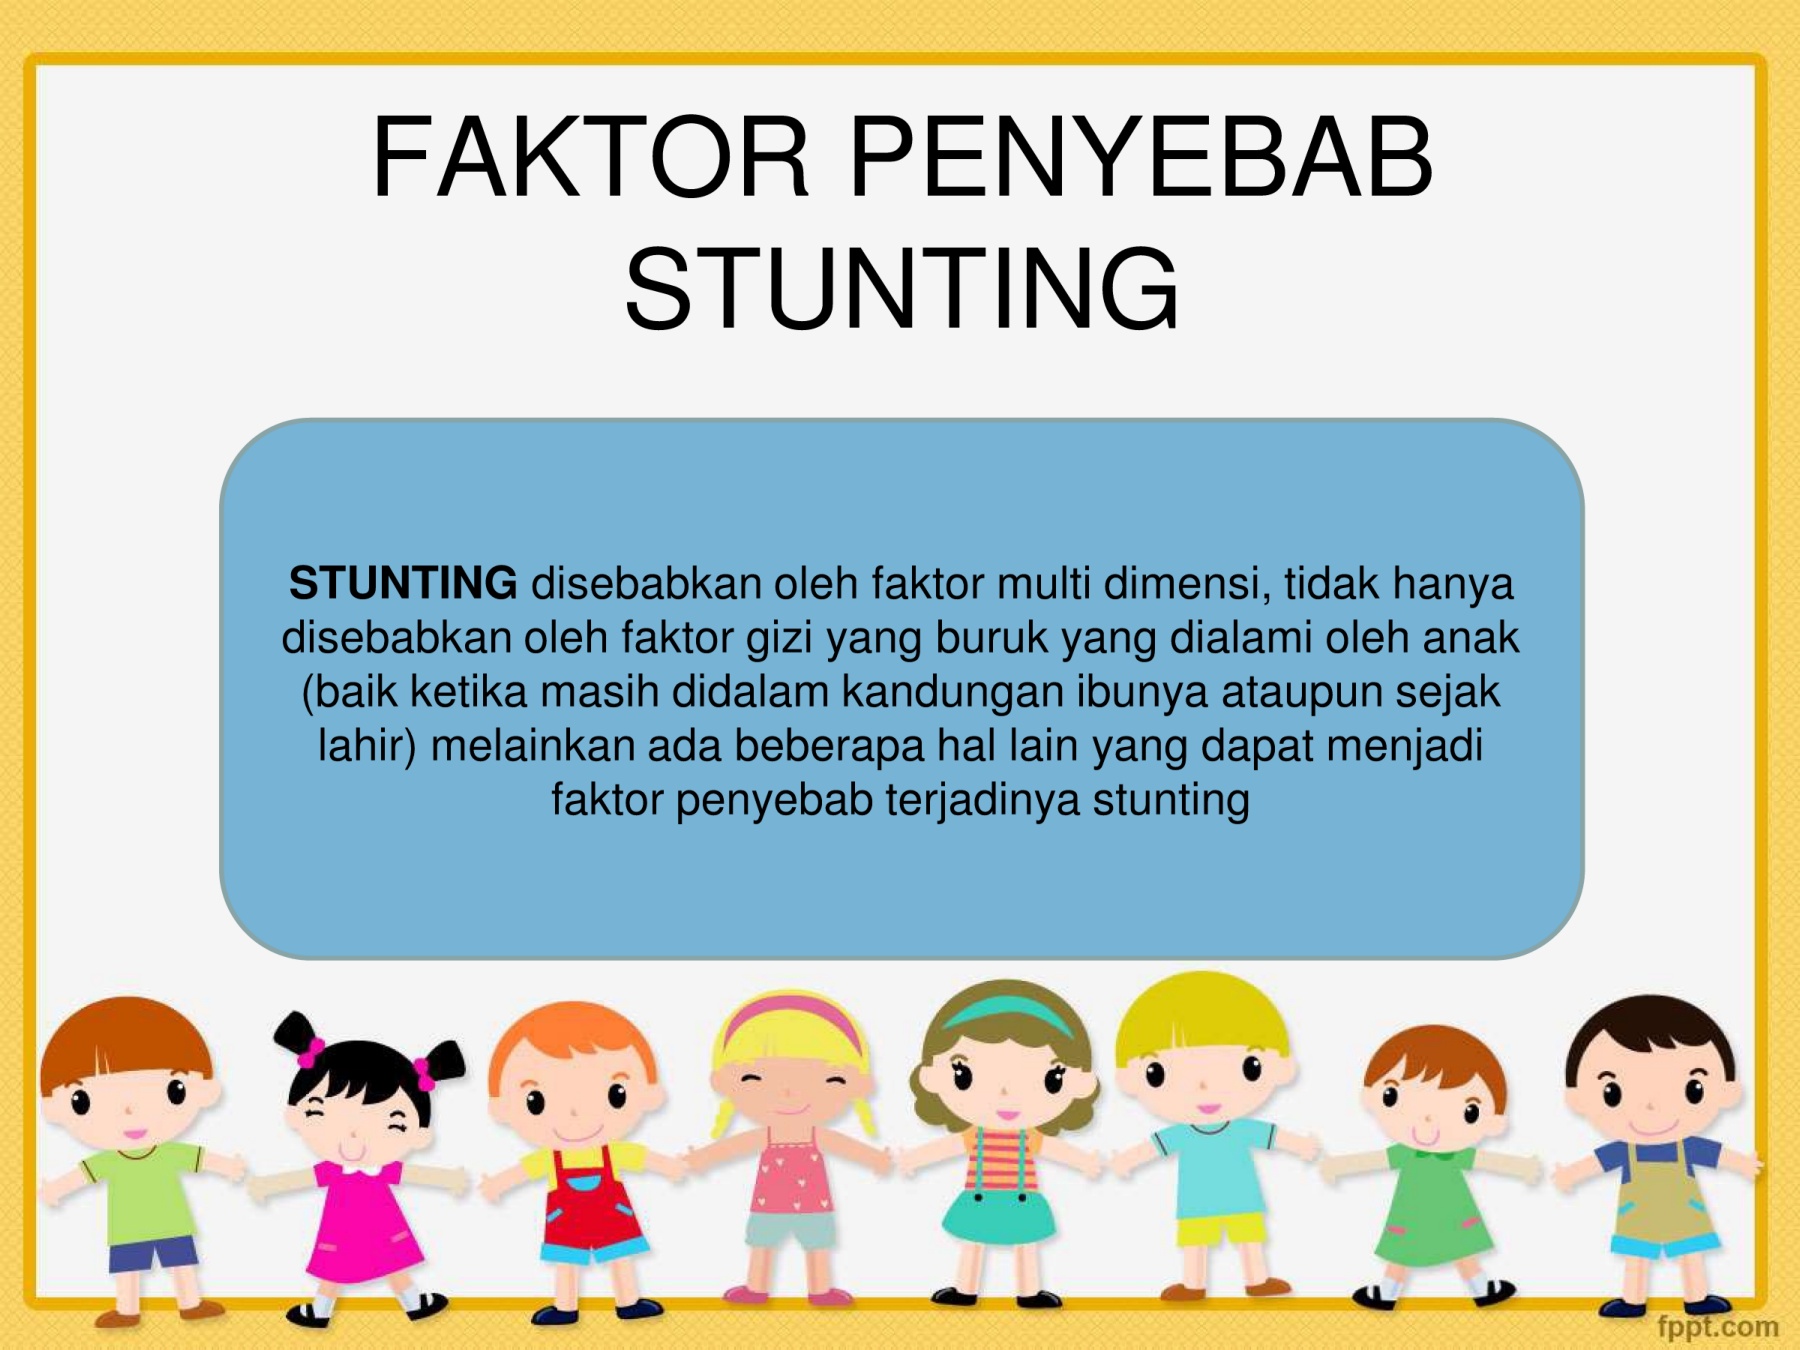 FAKTOR PENYEBAB
STUNTING
STUNTING disebabkan oleh faktor multi dimensi, tidak hanya
disebabkan oleh faktor gizi yang buruk yang dialami oleh anak
(baik ketika masih didalam kandungan ibunya ataupun sejak
lahir) melainkan ada beberapa hal lain yang dapat menjadi
faktor penyebab terjadinya stunting
fppt.com